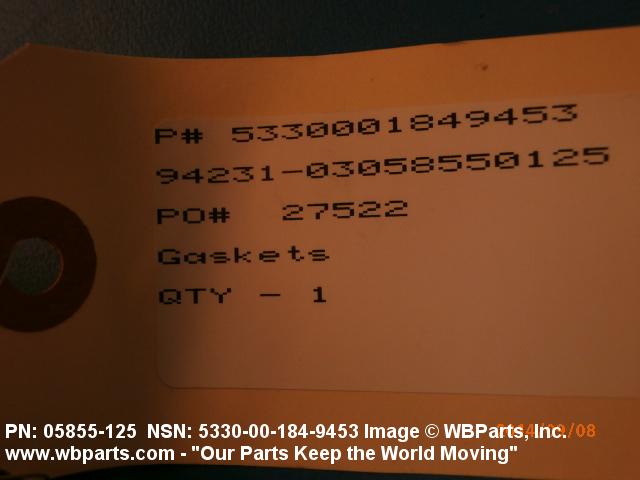 P# 5330001849453
94231-03058550125
PO# 27522
Gaskets
QTY - 1
PN: 05855-125 NSN: 5330-00-184-9453 Image © WBParts, Inc.
www.wbparts.com - "Our Parts Keep the World Moving"